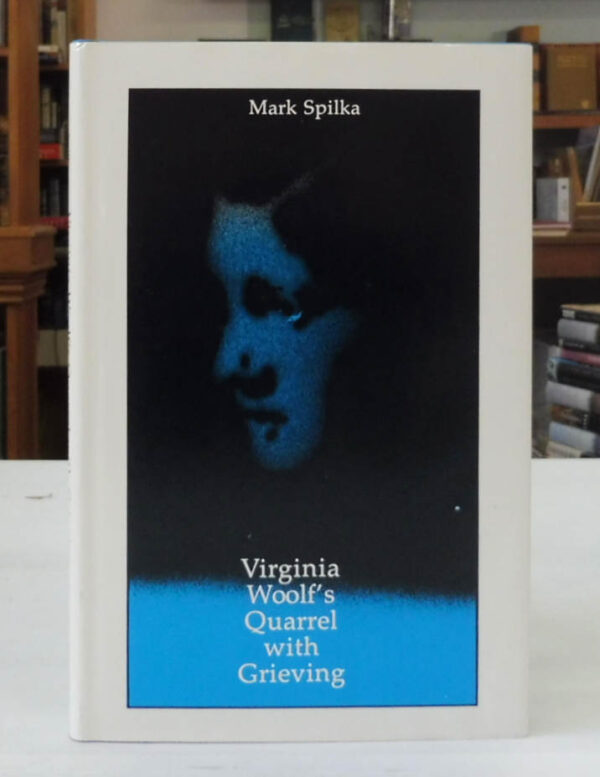 Mark Spilka
Virginia
Woolf's
Quarrel
with
Grieving